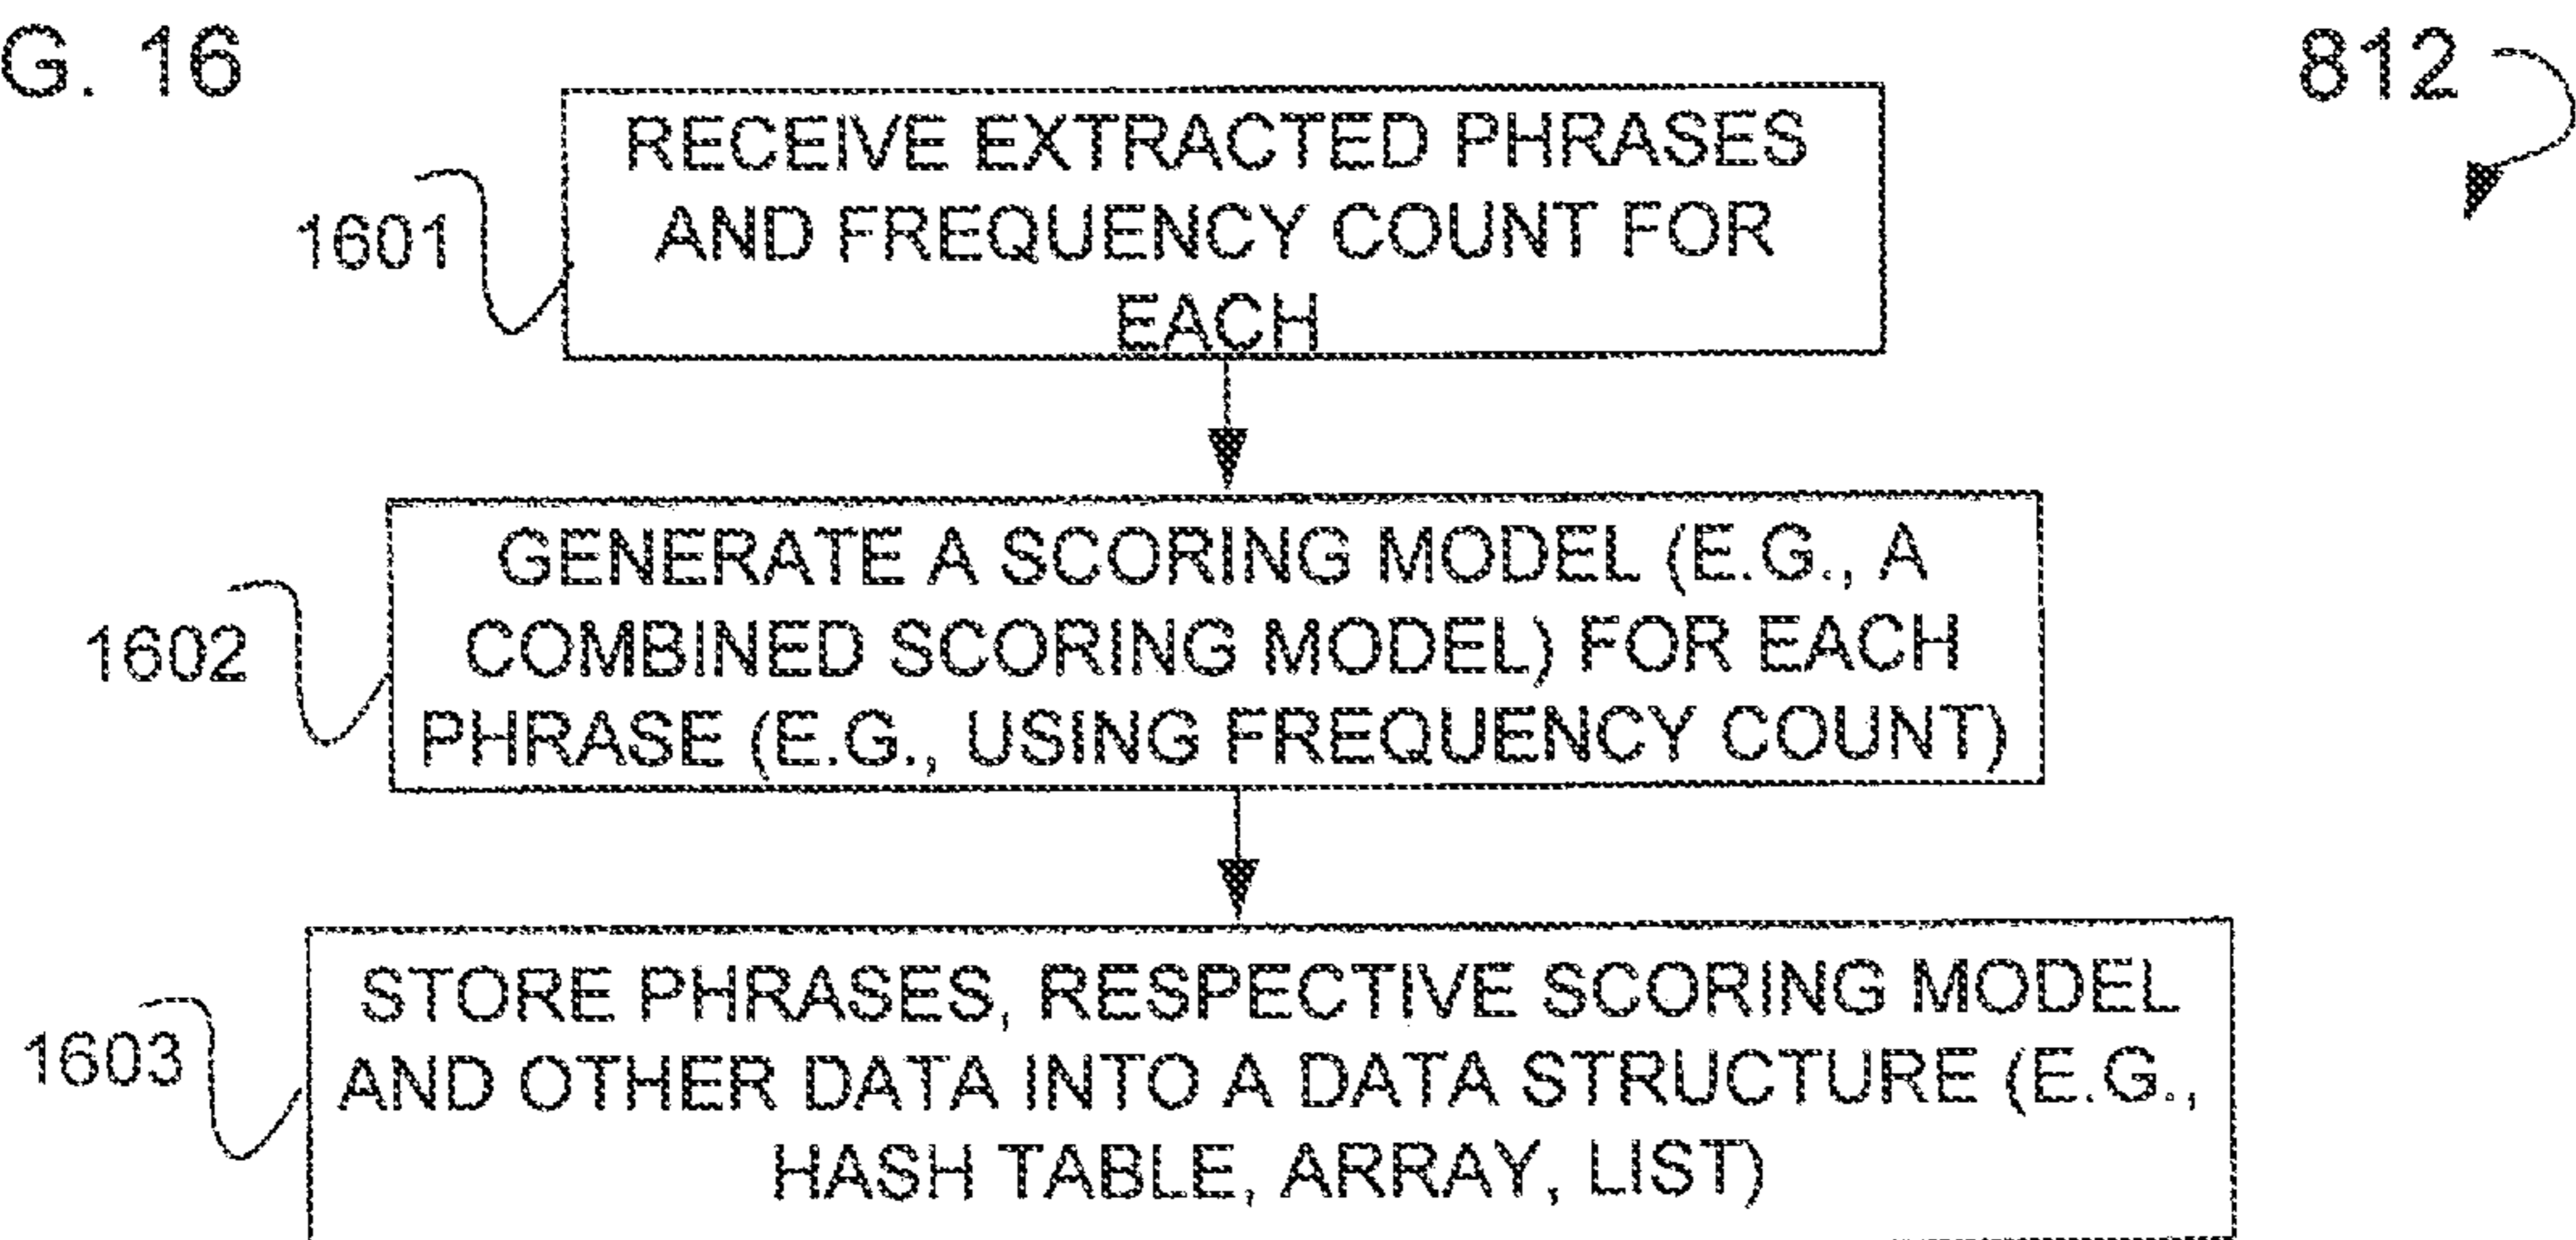 G. 16
812
RECEIVE EXTRACTED PHRASES
AND FREQUENCY COUNT FOR
EACH
1601
GENERATE A SCORING MODEL (E.G., A
COMBINED SCORING MODEL) FOR EACH
PHRASE (E.G., USING FREQUENCY COUNT)
1602
STORE PHRASES, RESPECTIVE SCORING MODEL
AND OTHER DATA INTO A DATA STRUCTURE (E.G.,
HASH TABLE, ARRAY, LIST)
1603